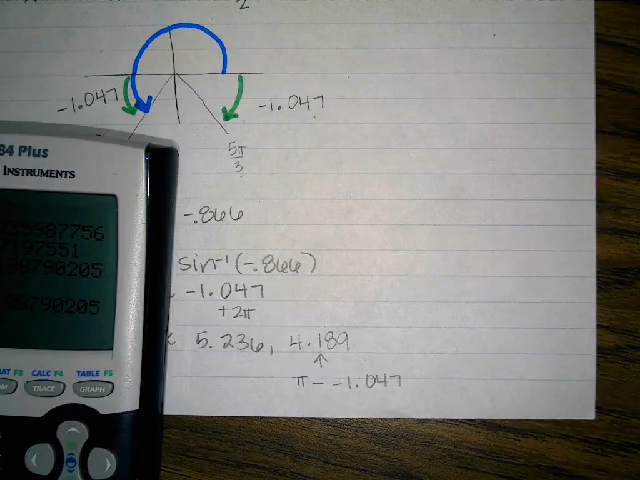 2
-1.047
-1.047
5π
3
84 Plus
INSTRUMENTS
-.866
sin⁻¹(-.866)
-1.047
+2π
5.236, 4.189
↑
π - -1.047
790205
CALC F4
TABLE F5
TRACE
GRAPH